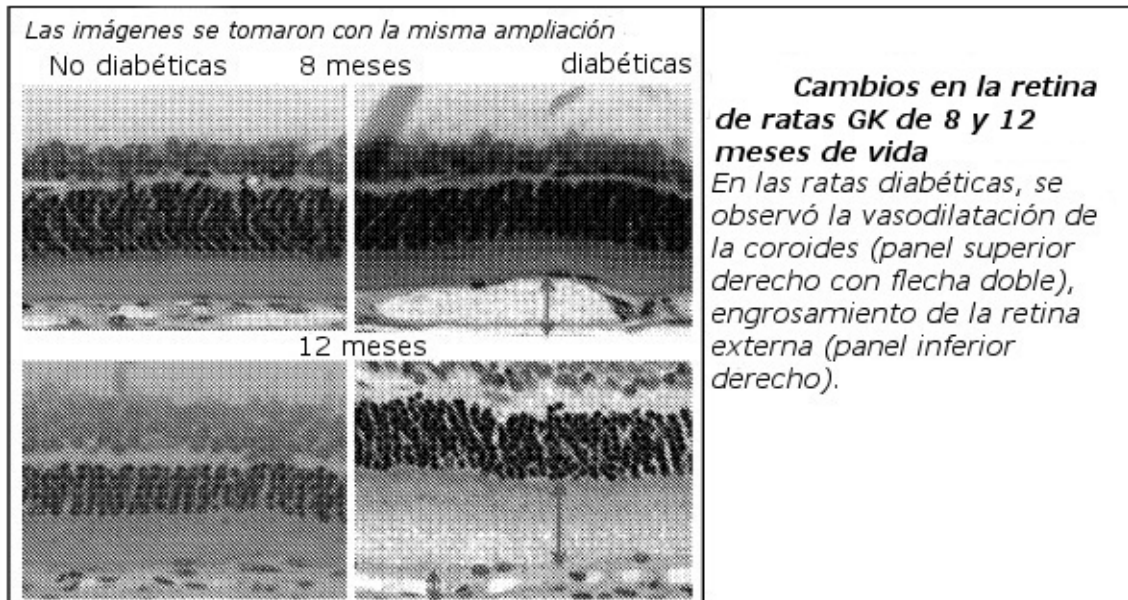 Las imágenes se tomaron con la misma ampliación
No diabéticas 8 meses diabéticas
12 meses
Cambios en la retina
de ratas GK de 8 y 12
meses de vida
En las ratas diabéticas, se
observó la vasodilatación de
la coroides (panel superior
derecho con flecha doble),
engrosamiento de la retina
externa (panel inferior
derecho).